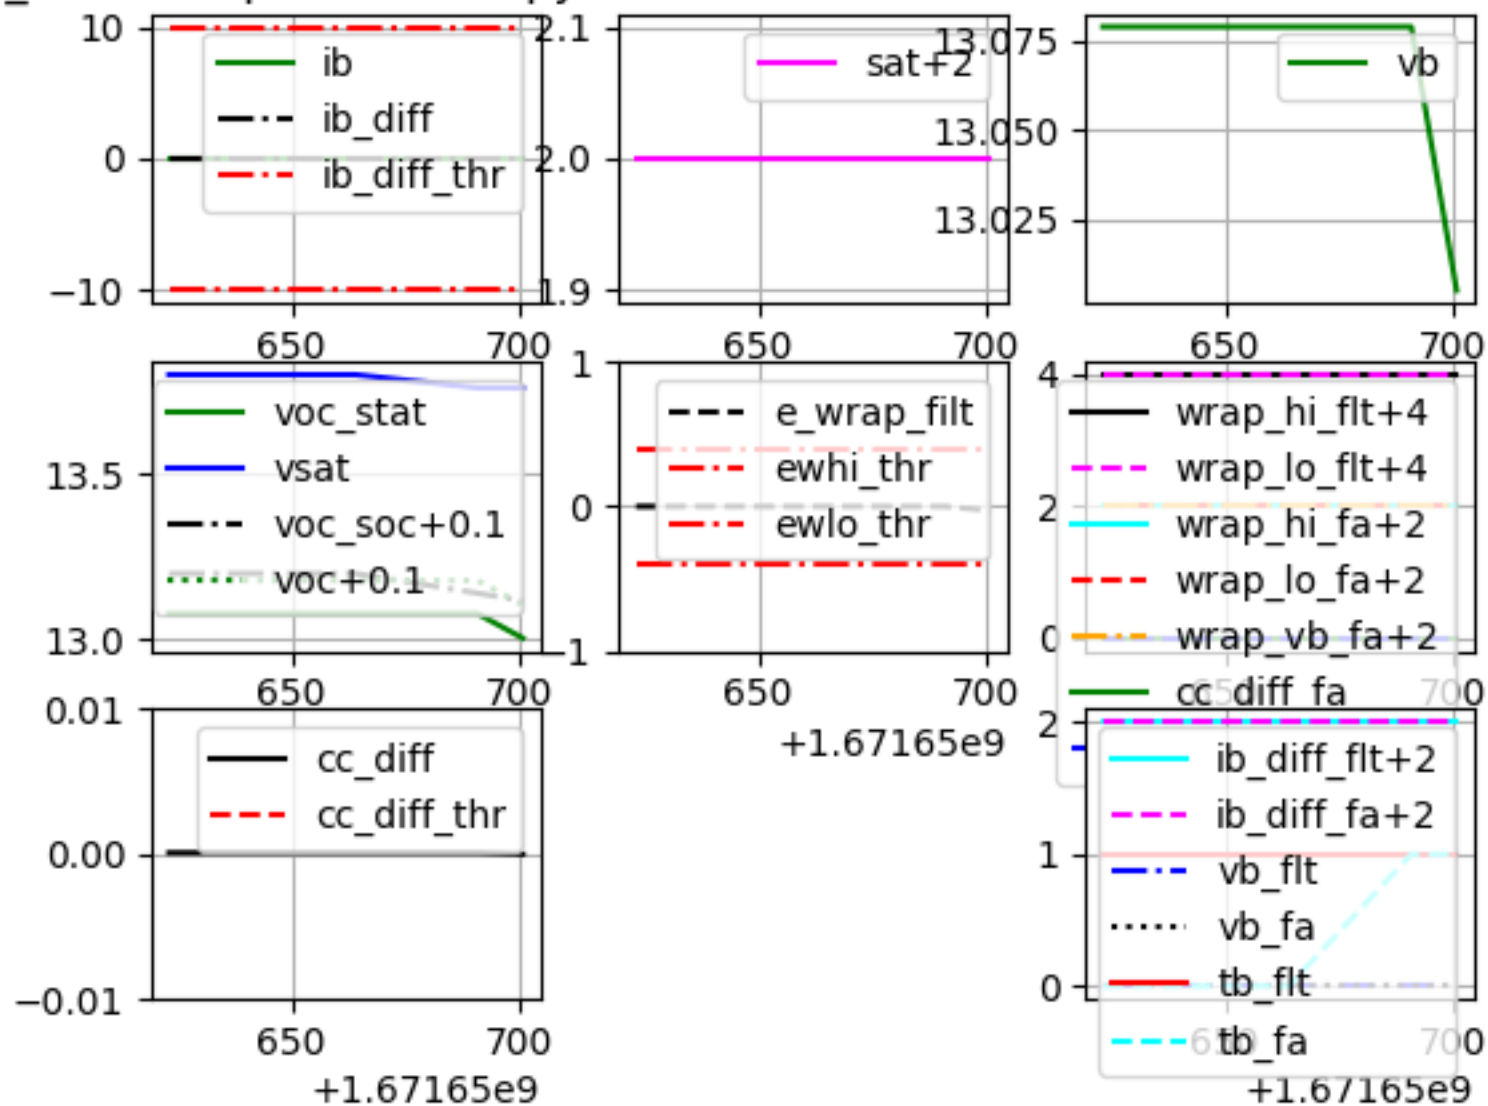 10
0
−10
650
700
ib
ib_diff
ib_diff_thr
2.1
2.0
1.9
650
700
sat+2
13.075
13.050
13.025
650
700
vb
13.5
13.0
650
700
voc_stat
vsat
voc_soc+0.1
voc+0.1
1
0
−1
650
700
+1.67165e9
e_wrap_filt
ewhi_thr
ewlo_thr
4
2
0
650
700
wrap_hi_flt+4
wrap_lo_flt+4
wrap_hi_fa+2
wrap_lo_fa+2
wrap_vb_fa+2
cc_diff_fa
0.01
0.00
−0.01
650
700
+1.67165e9
cc_diff
cc_diff_thr
2
1
0
650
700
+1.67165e9
ib_diff_flt+2
ib_diff_fa+2
vb_flt
vb_fa
tb_flt
tb_fa